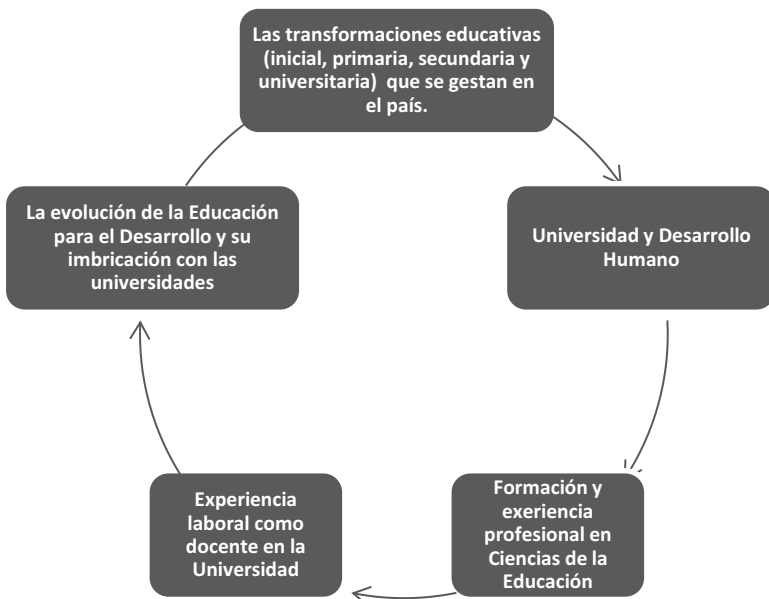 Las transformaciones educativas
(inicial, primaria, secundaria y
universitaria) que se gestan en
el país.
Universidad y Desarrollo
Humano
Formación y
exeriencia
profesional en
Ciencias de la
Educación
Experiencia
laboral como
docente en la
Universidad
La evolución de la Educación
para el Desarrollo y su
imbricación con las
universidades